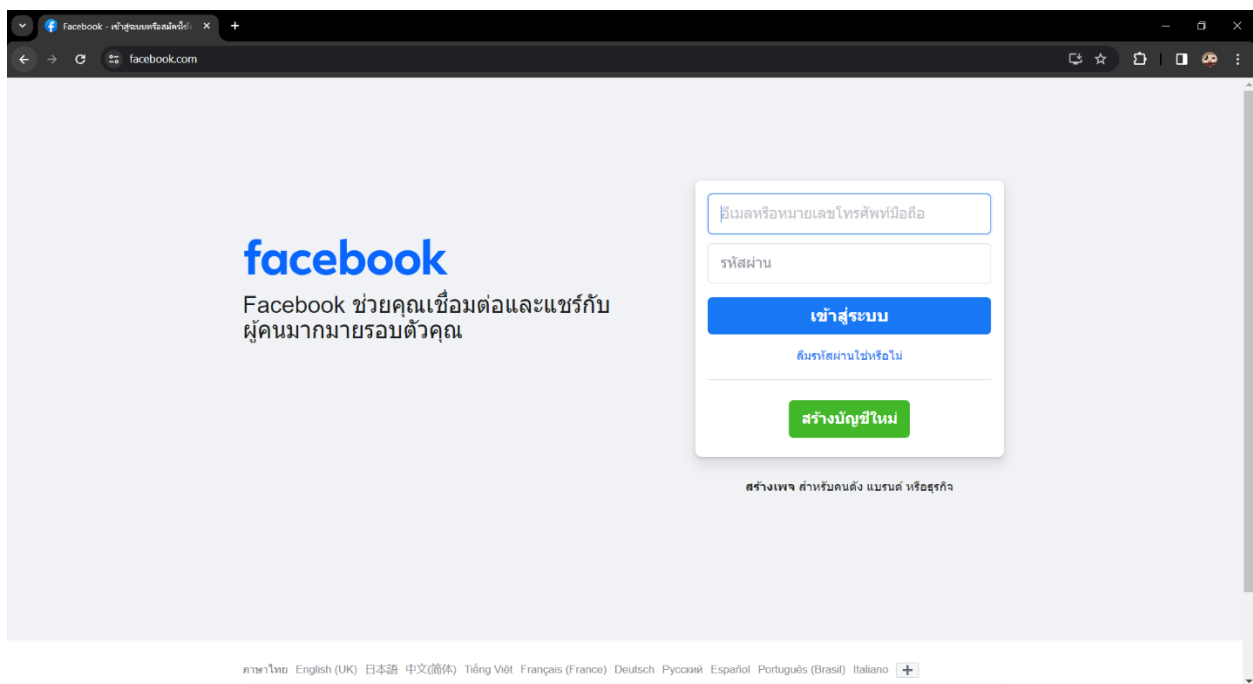 Facebook - เข้าสู่ระบบหรือสมัครใช้
facebook.com
facebook
Facebook ช่วยคุณเชื่อมต่อและแชร์กับ
ผู้คนมากมายรอบตัวคุณ
อีเมลหรือหมายเลขโทรศัพท์มือถือ
รหัสผ่าน
เข้าสู่ระบบ
ลืมรหัสผ่านใช่หรือไม่
สร้างบัญชีใหม่
สร้างเพจ สำหรับคนดัง แบรนด์ หรือธุรกิจ
ภาษาไทย English (UK) 日本語 中文(简体) Tiếng Việt Français (France) Deutsch Русский Español Português (Brasil) Italiano